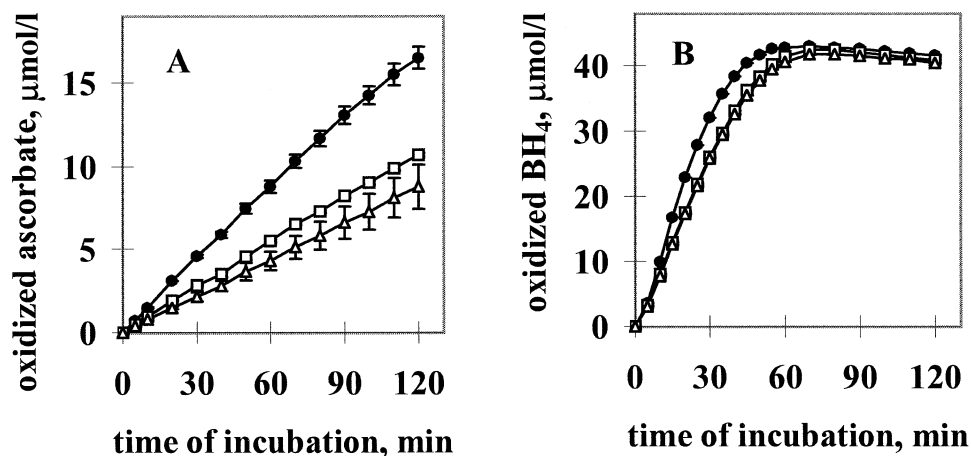 A
oxidized ascorbate, μmol/l
15
10
5
0
0 30 60 90 120
time of incubation, min
B
oxidized BH4, μmol/l
40
30
20
10
0
0 30 60 90 120
time of incubation, min